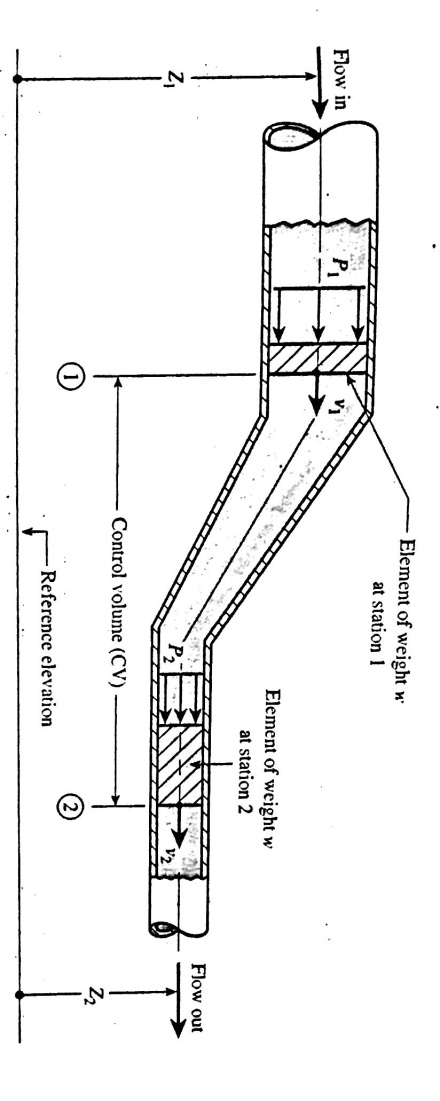 Flow in
Z1
P1
v1
Element of weight w
at station 1
1
Control volume (CV)
Reference elevation
P2
Element of weight w
at station 2
2
v2
Flow out
Z2